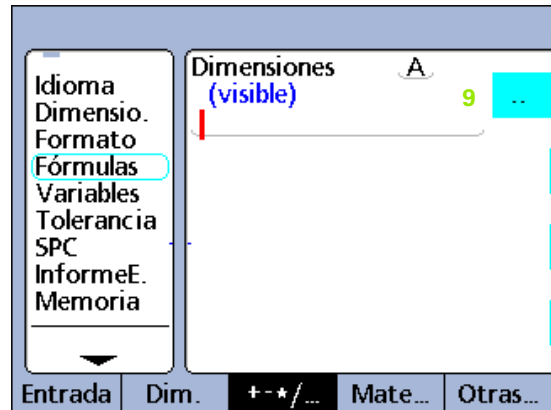 Idioma
Dimensio.
Formato
Fórmulas
Variables
Tolerancia
SPC
InformeE.
Memoria
Dimensiones A
(visible) 9 ..
Entrada Dim. +-*/... Mate... Otras...